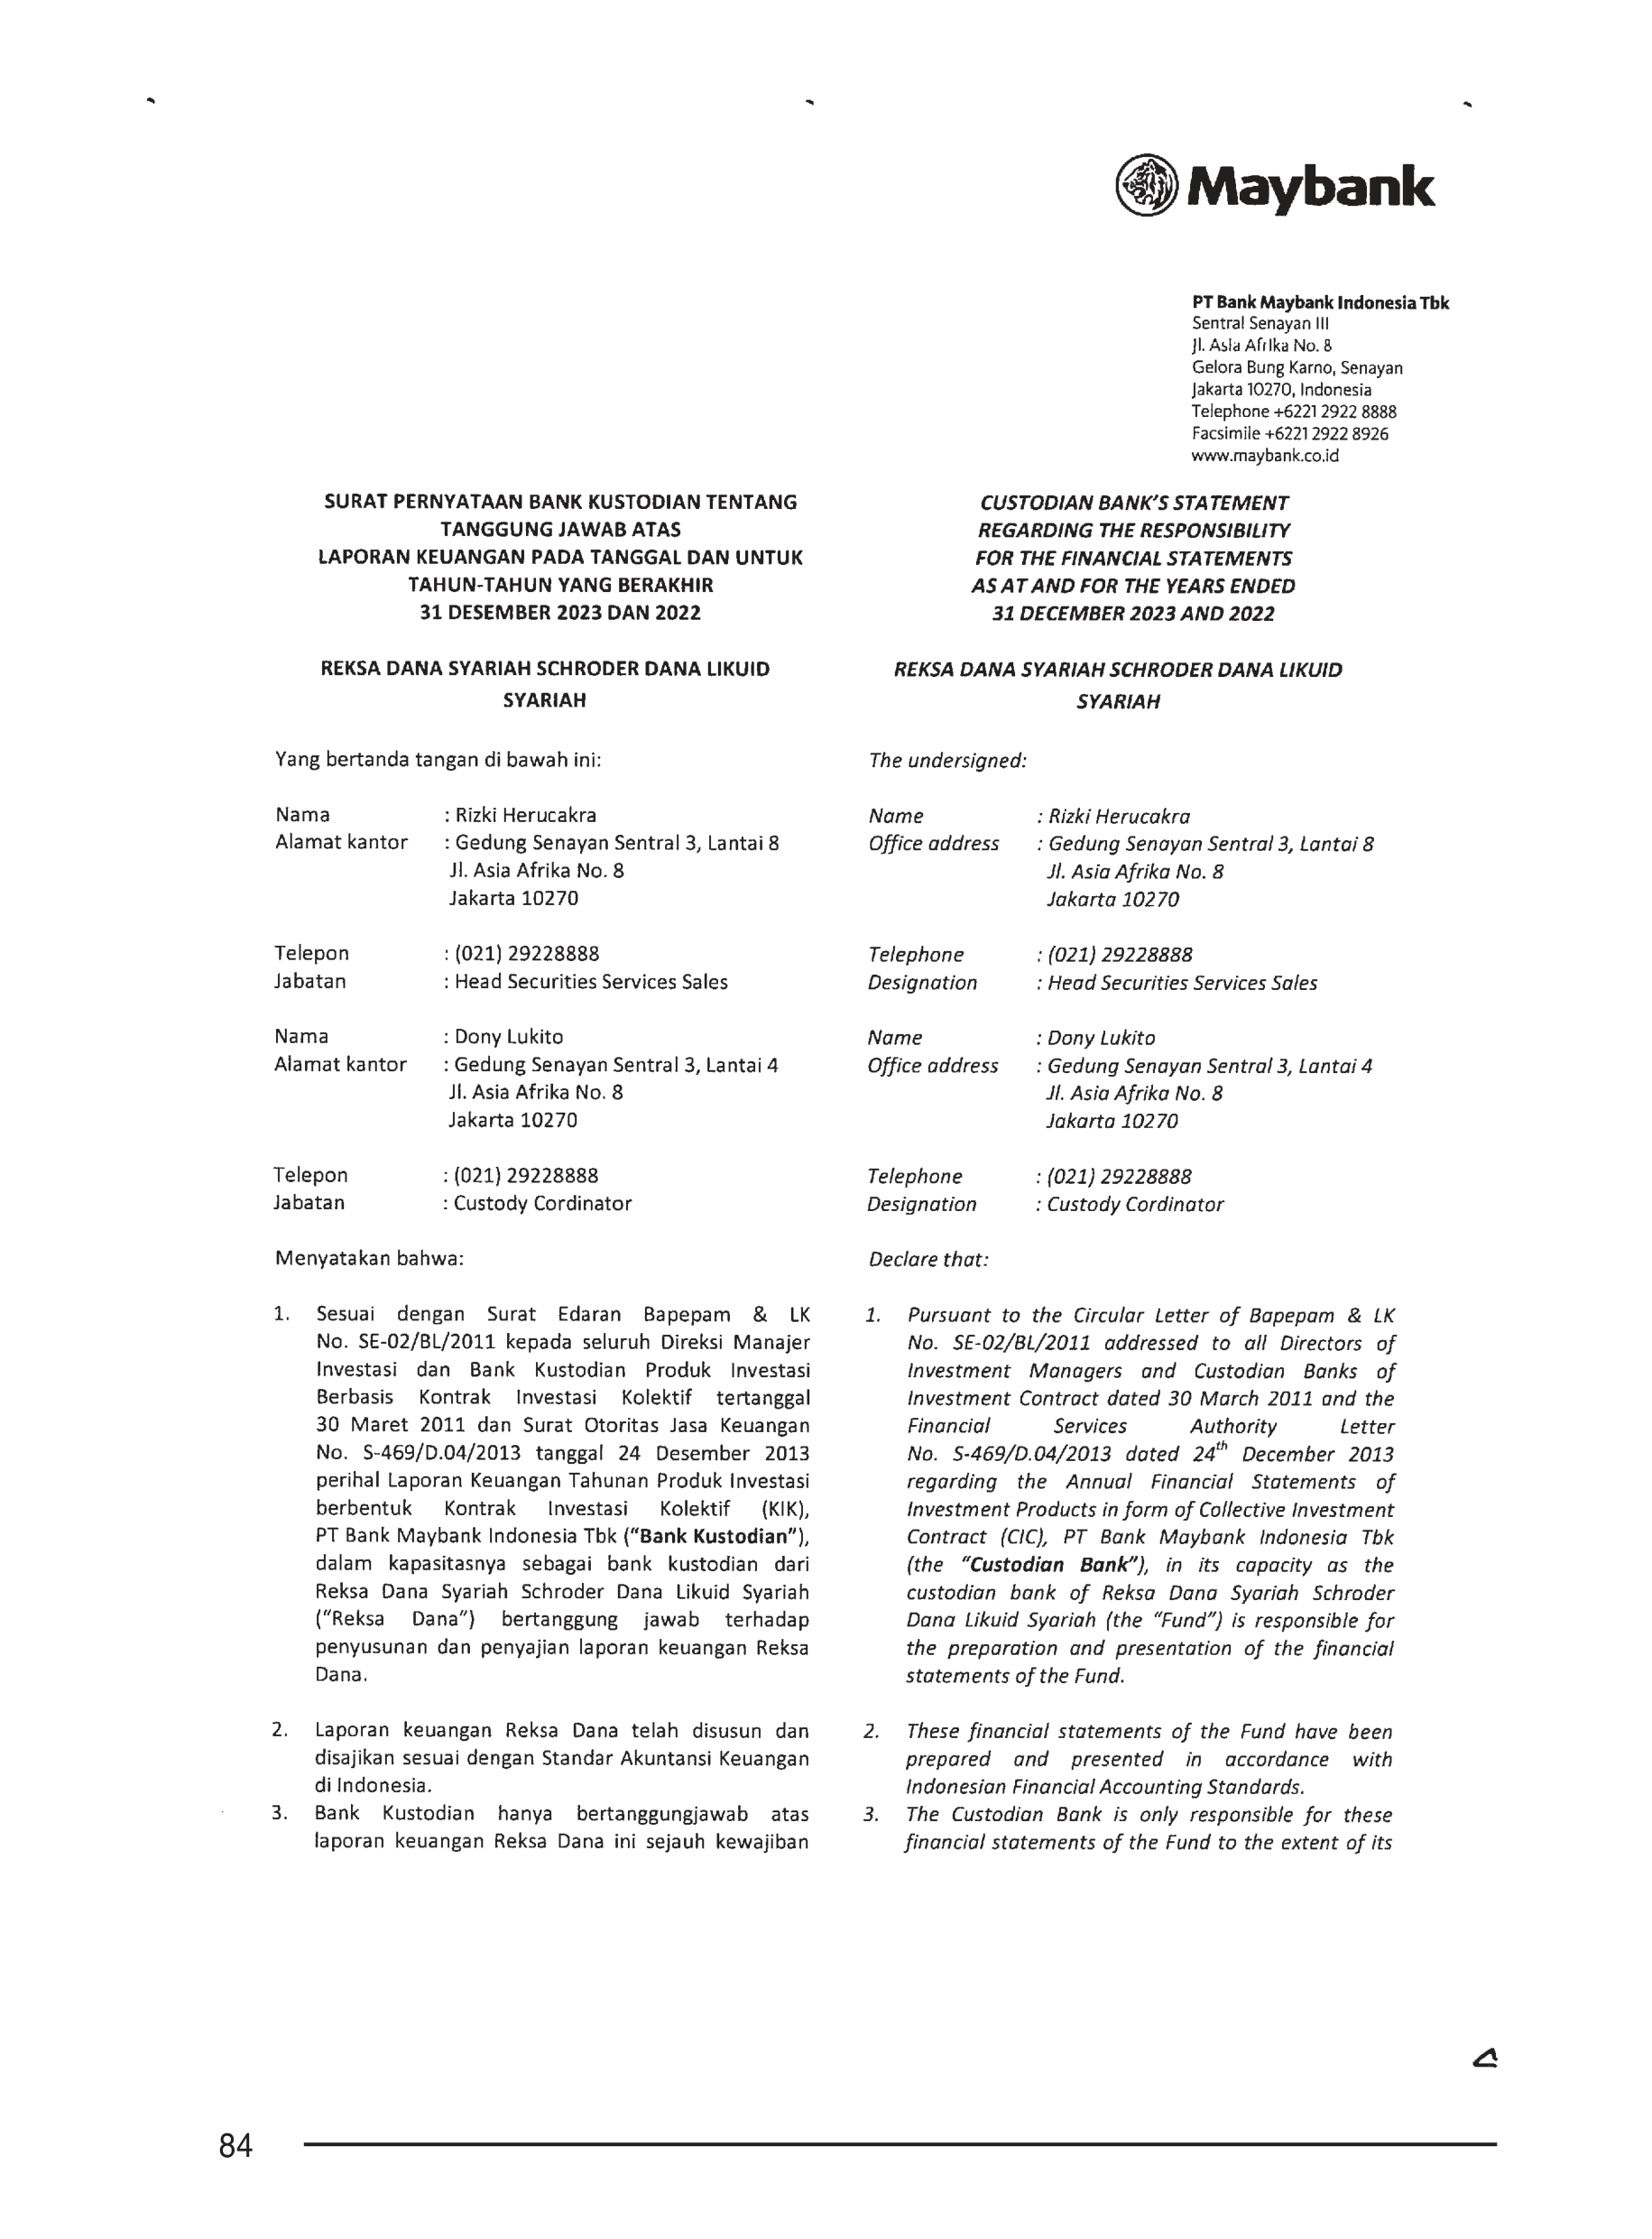 Maybank
PT Bank Maybank Indonesia Tbk
Sentral Senayan III
Jl. Asia Afrika No. 8
Gelora Bung Karno, Senayan
Jakarta 10270, Indonesia
Telephone +6221 2922 8888
Facsimile +6221 2922 8926
www.maybank.co.id
SURAT PERNYATAAN BANK KUSTODIAN TENTANG
TANGGUNG JAWAB ATAS
LAPORAN KEUANGAN PADA TANGGAL DAN UNTUK
TAHUN-TAHUN YANG BERAKHIR
31 DESEMBER 2023 DAN 2022
REKSA DANA SYARIAH SCHRODER DANA LIKUID
SYARIAH
Yang bertanda tangan di bawah ini:
Nama : Rizki Herucakra
Alamat kantor : Gedung Senayan Sentral 3, Lantai 8
Jl. Asia Afrika No. 8
Jakarta 10270
Telepon : (021) 29228888
Jabatan : Head Securities Services Sales
Nama : Dony Lukito
Alamat kantor : Gedung Senayan Sentral 3, Lantai 4
Jl. Asia Afrika No. 8
Jakarta 10270
Telepon : (021) 29228888
Jabatan : Custody Cordinator
Menyatakan bahwa:
1. Sesuai dengan Surat Edaran Bapepam & LK
No. SE-02/BL/2011 kepada seluruh Direksi Manajer
Investasi dan Bank Kustodian Produk Investasi
Berbasis Kontrak Investasi Kolektif tertanggal
30 Maret 2011 dan Surat Otoritas Jasa Keuangan
No. S-469/D.04/2013 tanggal 24 Desember 2013
perihal Laporan Keuangan Tahunan Produk Investasi
berbentuk Kontrak Investasi Kolektif (KIK),
PT Bank Maybank Indonesia Tbk ("Bank Kustodian"),
dalam kapasitasnya sebagai bank kustodian dari
Reksa Dana Syariah Schroder Dana Likuid Syariah
("Reksa Dana") bertanggung jawab terhadap
penyusunan dan penyajian laporan keuangan Reksa
Dana.
2. Laporan keuangan Reksa Dana telah disusun dan
disajikan sesuai dengan Standar Akuntansi Keuangan
di Indonesia.
3. Bank Kustodian hanya bertanggungjawab atas
laporan keuangan Reksa Dana ini sejauh kewajiban
CUSTODIAN BANK'S STATEMENT
REGARDING THE RESPONSIBILITY
FOR THE FINANCIAL STATEMENTS
AS AT AND FOR THE YEARS ENDED
31 DECEMBER 2023 AND 2022
REKSA DANA SYARIAH SCHRODER DANA LIKUID
SYARIAH
The undersigned:
Name : Rizki Herucakra
Office address : Gedung Senayan Sentral 3, Lantai 8
Jl. Asia Afrika No. 8
Jakarta 10270
Telephone : (021) 29228888
Designation : Head Securities Services Sales
Name : Dony Lukito
Office address : Gedung Senayan Sentral 3, Lantai 4
Jl. Asia Afrika No. 8
Jakarta 10270
Telephone : (021) 29228888
Designation : Custody Cordinator
Declare that:
1. Pursuant to the Circular Letter of Bapepam & LK
No. SE-02/BL/2011 addressed to all Directors of
Investment Managers and Custodian Banks of
Investment Contract dated 30 March 2011 and the
Financial Services Authority Letter
No. S-469/D.04/2013 dated 24th December 2013
regarding the Annual Financial Statements of
Investment Products in form of Collective Investment
Contract (CIC), PT Bank Maybank Indonesia Tbk
(the "Custodian Bank"), in its capacity as the
custodian bank of Reksa Dana Syariah Schroder
Dana Likuid Syariah (the "Fund") is responsible for
the preparation and presentation of the financial
statements of the Fund.
2. These financial statements of the Fund have been
prepared and presented in accordance with
Indonesian Financial Accounting Standards.
3. The Custodian Bank is only responsible for these
financial statements of the Fund to the extent of its
84